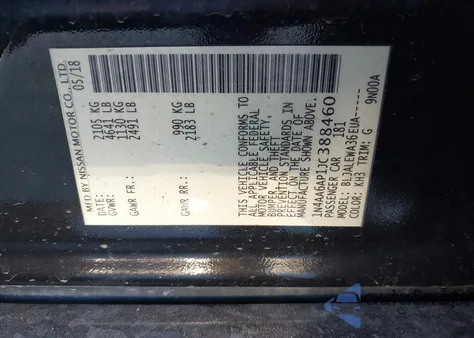 MFD BY NISSAN MOTOR CO.,LTD.
DATE: 05/18
GVWR: 2105 KG
4641 LB
GAWR FR: 1130 KG
2491 LB
GAWR RR: 990 KG
2183 LB
THIS VEHICLE CONFORMS TO
ALL APPLICABLE FEDERAL
MOTOR VEHICLE SAFETY,
BUMPER, AND THEFT
PREVENTION STANDARDS IN
EFFECT ON THE DATE OF
MANUFACTURE SHOWN ABOVE.
1N4AA6AP1JC388460
PASSENGER CAR 181
MODEL: BLJALEWA36EUA-----
COLOR: KH3 TRIM: G
9N00A